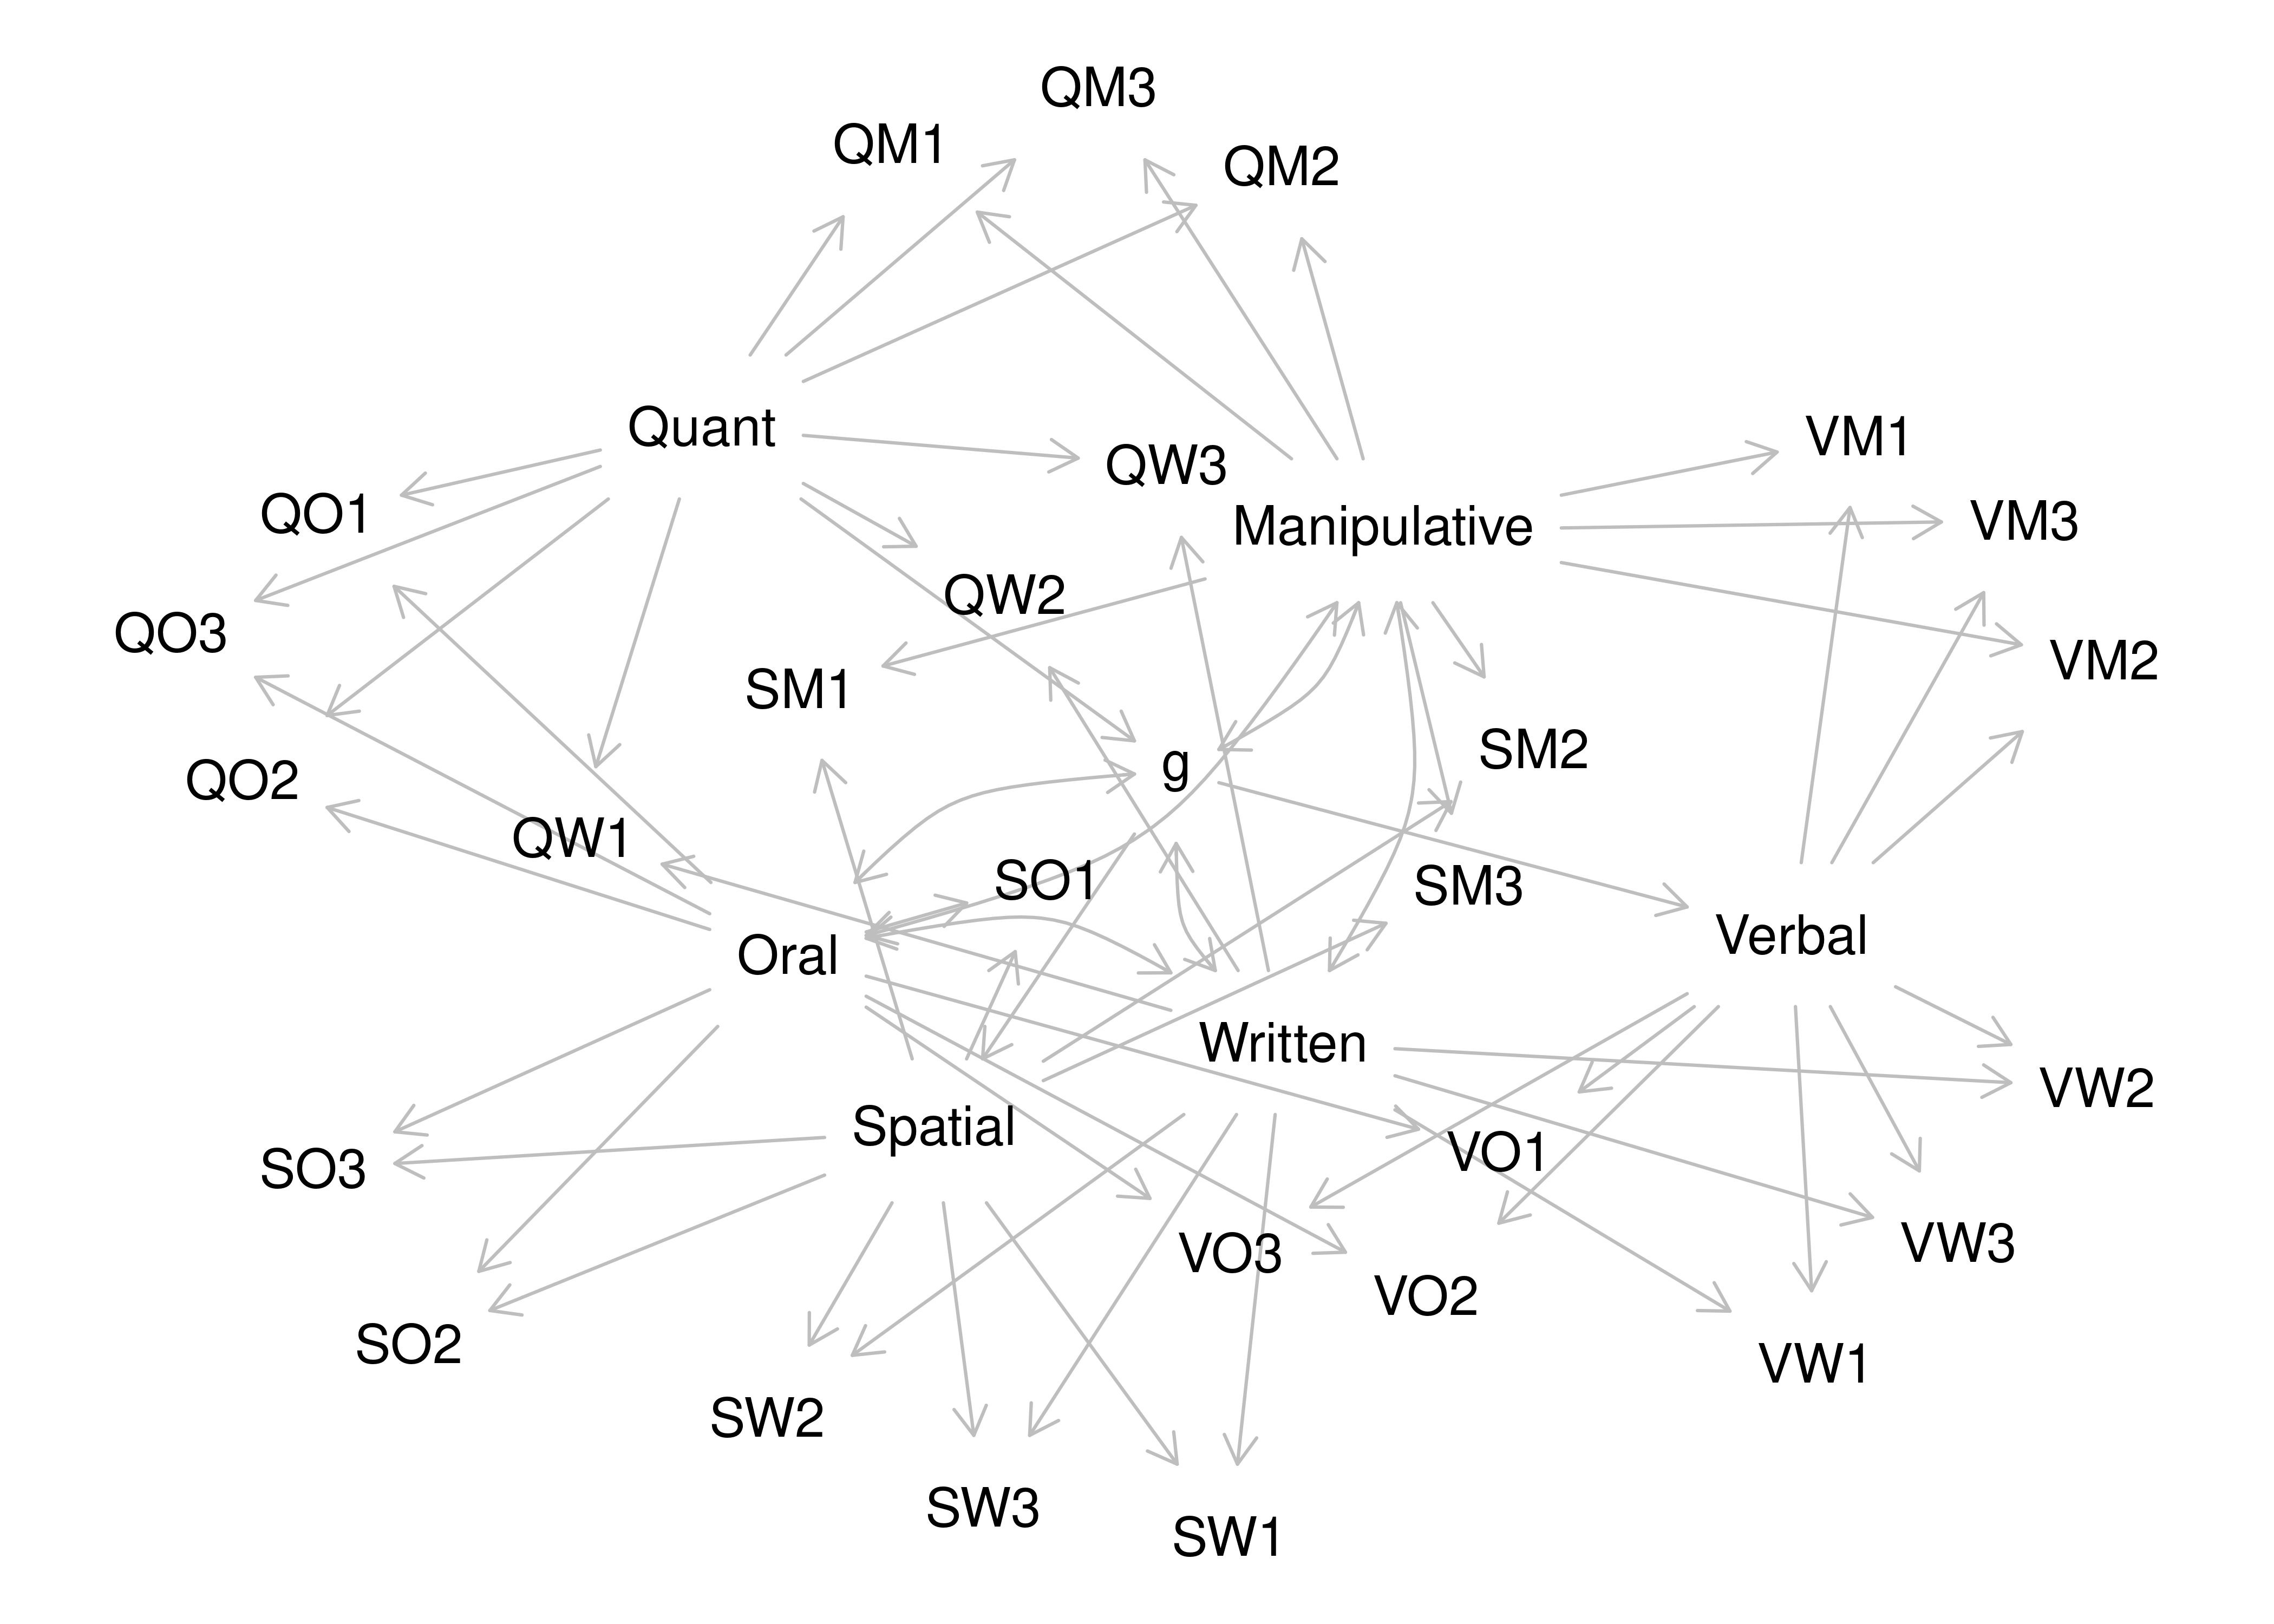 QM3
QM1
QM2
Quant
VM1
QW3
QO1
VM3
Manipulative
QW2
QO3
VM2
SM1
SM2
g
QO2
QW1
SO1
SM3
Verbal
Oral
Written
VW2
Spatial
VO1
SO3
VW3
VO3
VO2
SO2
VW1
SW2
SW3
SW1